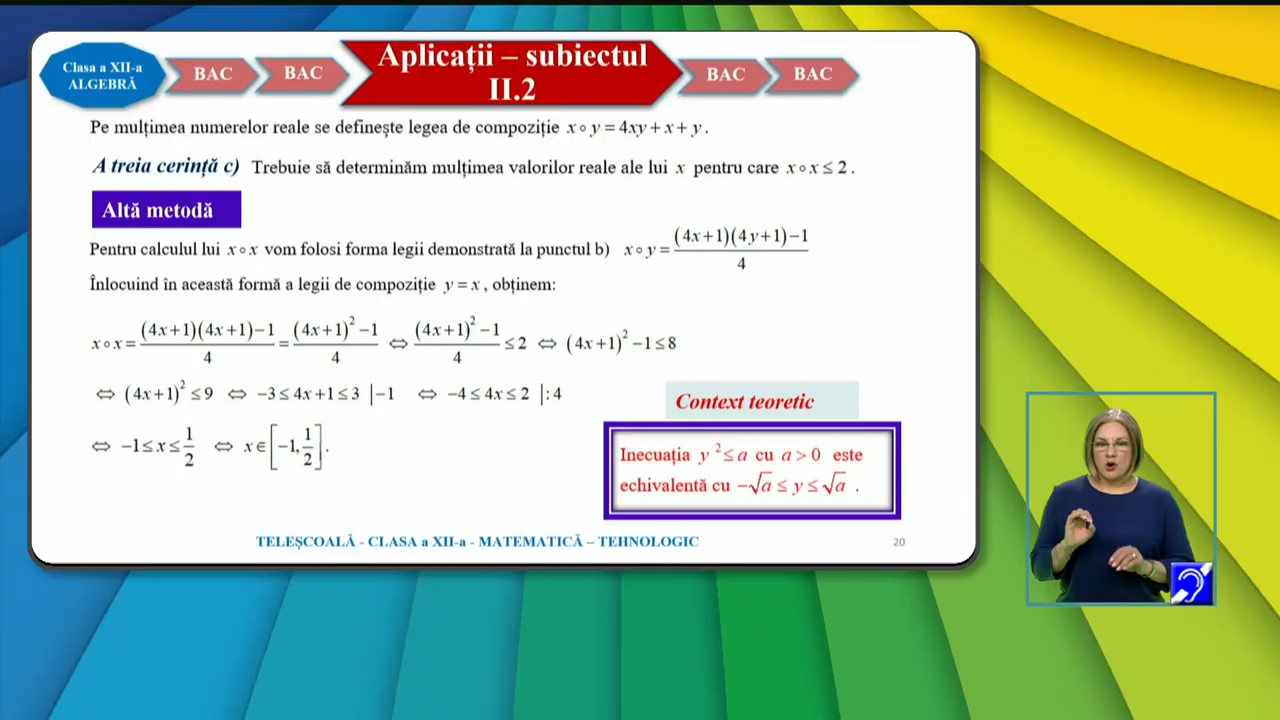 Clasa a XII-a
ALGEBRĂ
BAC
BAC
Aplicații – subiectul
II.2
BAC
BAC
Pe mulțimea numerelor reale se definește legea de compoziție x∘y = 4xy + x + y.
A treia cerință c) Trebuie să determinăm mulțimea valorilor reale ale lui x pentru care x∘x ≤ 2.
Altă metodă
Pentru calculul lui x∘x vom folosi forma legii demonstrată la punctul b) x∘y = (4x+1)(4y+1)−1 / 4
Înlocuind în această formă a legii de compoziție y = x, obținem:
x∘x = (4x+1)(4x+1)−1 / 4 = (4x+1)²−1 / 4 ⇔ (4x+1)²−1 / 4 ≤ 2 ⇔ (4x+1)²−1 ≤ 8
⇔ (4x+1)² ≤ 9 ⇔ −3 ≤ 4x+1 ≤ 3 |−1 ⇔ −4 ≤ 4x ≤ 2 |:4
⇔ −1 ≤ x ≤ 1/2 ⇔ x ∈ [−1, 1/2].
Context teoretic
Inecuația y² ≤ a cu a > 0 este
echivalentă cu −√a ≤ y ≤ √a .
TELEȘCOALĂ - CLASA a XII-a - MATEMATICĂ – TEHNOLOGIC
20